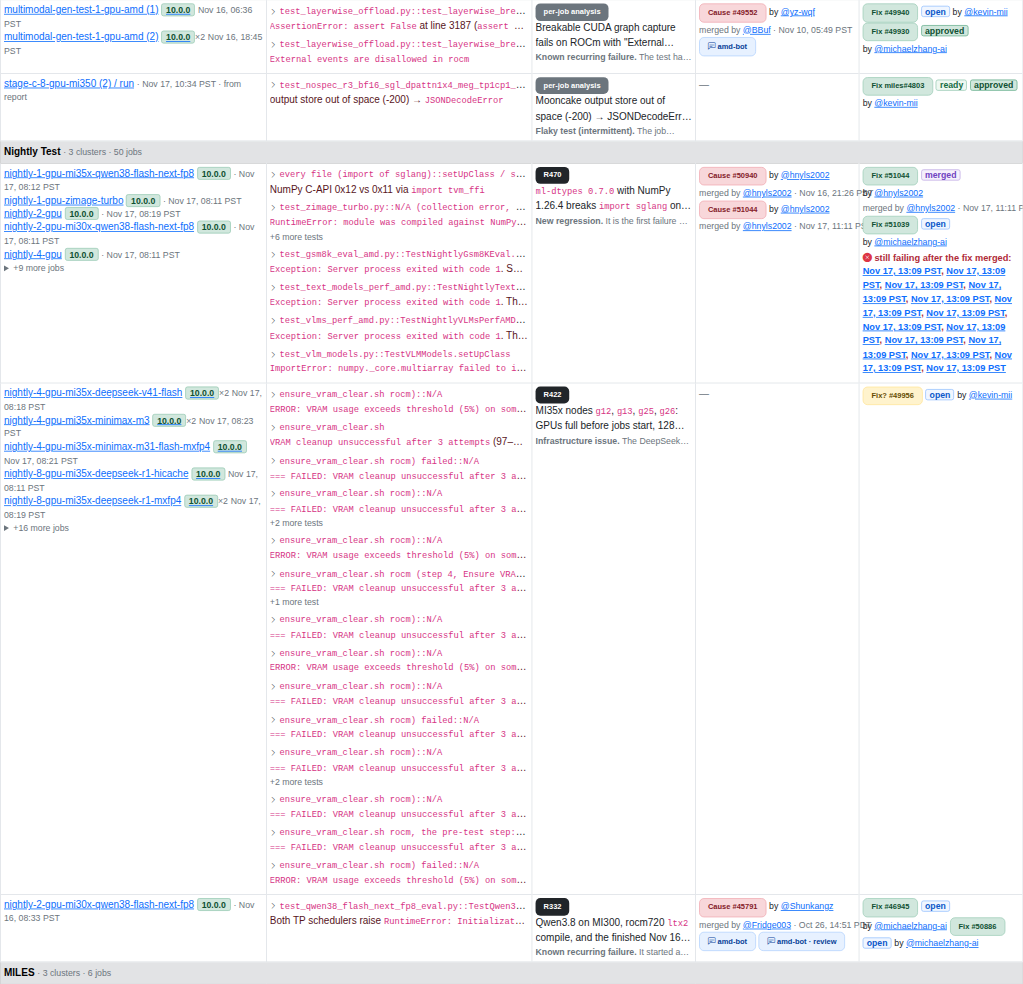 multimodal-gen-test-1-gpu-amd (1) 10.0.0 Nov 16, 06:36
PST
multimodal-gen-test-1-gpu-amd (2) 10.0.0 ×2 Nov 16, 18:45
PST
test_layerwise_offload.py::test_layerwise_bre…
AssertionError: assert False at line 3187 (assert …
test_layerwise_offload.py::test_layerwise_bre…
External events are disallowed in rocm
per-job analysis
Breakable CUDA graph capture
fails on ROCm with "External…
Known recurring failure. The test ha…
Cause #49552 by @yz-wqf
merged by @BBuf · Nov 10, 05:49 PST
amd-bot
Fix #49940 open by @kevin-mii
Fix #49930 approved
by @michaelzhang-ai
stage-c-8-gpu-mi350 (2) / run · Nov 17, 10:34 PST · from
report
test_nospec_r3_bf16_sgl_dpattn1x4_meg_tp1cp1_…
output store out of space (-200) → JSONDecodeError
per-job analysis
Mooncake output store out of
space (-200) → JSONDecodeErr…
Flaky test (intermittent). The job…
—
Fix miles#4803 ready approved
by @kevin-mii
Nightly Test · 3 clusters · 50 jobs
nightly-1-gpu-mi35x-qwen38-flash-next-fp8 10.0.0 · Nov
17, 08:12 PST
nightly-1-gpu-zimage-turbo 10.0.0 · Nov 17, 08:11 PST
nightly-2-gpu 10.0.0 · Nov 17, 08:19 PST
nightly-2-gpu-mi30x-qwen38-flash-next-fp8 10.0.0 · Nov
17, 08:11 PST
nightly-4-gpu 10.0.0 · Nov 17, 08:11 PST
+9 more jobs
every file (import of sglang)::setUpClass / s…
NumPy C-API 0x12 vs 0x11 via import tvm_ffi
test_zimage_turbo.py::N/A (collection error, …
RuntimeError: module was compiled against NumPy…
+6 more tests
test_gsm8k_eval_amd.py::TestNightlyGsm8KEval.…
Exception: Server process exited with code 1. S…
test_text_models_perf_amd.py::TestNightlyText…
Exception: Server process exited with code 1. Th…
test_vlms_perf_amd.py::TestNightlyVLMsPerfAMD…
Exception: Server process exited with code 1. Th…
test_vlm_models.py::TestVLMModels.setUpClass
ImportError: numpy._core.multiarray failed to i…
R470
ml-dtypes 0.7.0 with NumPy
1.26.4 breaks import sglang on…
New regression. It is the first failure …
Cause #50940 by @hnyls2002
merged by @hnyls2002 · Nov 16, 21:26 PST
Cause #51044 by @hnyls2002
merged by @hnyls2002 · Nov 17, 11:11 PS
Fix #51044 merged
by @hnyls2002
merged by @hnyls2002 · Nov 17, 11:11 P
Fix #51039 open
by @michaelzhang-ai
still failing after the fix merged:
Nov 17, 13:09 PST, Nov 17, 13:09
PST, Nov 17, 13:09 PST, Nov 17,
13:09 PST, Nov 17, 13:09 PST, Nov
17, 13:09 PST, Nov 17, 13:09 PST,
Nov 17, 13:09 PST, Nov 17, 13:09
PST, Nov 17, 13:09 PST, Nov 17,
13:09 PST, Nov 17, 13:09 PST, Nov
17, 13:09 PST, Nov 17, 13:09 PST
nightly-4-gpu-mi35x-deepseek-v41-flash 10.0.0 ×2 Nov 17,
08:18 PST
nightly-4-gpu-mi35x-minimax-m3 10.0.0 ×2 Nov 17, 08:23
PST
nightly-4-gpu-mi35x-minimax-m31-flash-mxfp4 10.0.0
Nov 17, 08:21 PST
nightly-8-gpu-mi35x-deepseek-r1-hicache 10.0.0 Nov 17,
08:11 PST
nightly-8-gpu-mi35x-deepseek-r1-mxfp4 10.0.0 ×2 Nov 17,
08:19 PST
+16 more jobs
ensure_vram_clear.sh rocm)::N/A
ERROR: VRAM usage exceeds threshold (5%) on som…
ensure_vram_clear.sh
VRAM cleanup unsuccessful after 3 attempts (97–…
ensure_vram_clear.sh rocm) failed::N/A
=== FAILED: VRAM cleanup unsuccessful after 3 a…
ensure_vram_clear.sh rocm)::N/A
=== FAILED: VRAM cleanup unsuccessful after 3 a…
+2 more tests
ensure_vram_clear.sh rocm)::N/A
ERROR: VRAM usage exceeds threshold (5%) on som…
ensure_vram_clear.sh rocm (step 4, Ensure VRA…
=== FAILED: VRAM cleanup unsuccessful after 3 a…
+1 more test
ensure_vram_clear.sh rocm)::N/A
=== FAILED: VRAM cleanup unsuccessful after 3 a…
ensure_vram_clear.sh rocm)::N/A
ERROR: VRAM usage exceeds threshold (5%) on som…
ensure_vram_clear.sh rocm)::N/A
=== FAILED: VRAM cleanup unsuccessful after 3 a…
ensure_vram_clear.sh rocm) failed::N/A
=== FAILED: VRAM cleanup unsuccessful after 3 a…
ensure_vram_clear.sh rocm)::N/A
=== FAILED: VRAM cleanup unsuccessful after 3 a…
+2 more tests
ensure_vram_clear.sh rocm)::N/A
=== FAILED: VRAM cleanup unsuccessful after 3 a…
ensure_vram_clear.sh rocm, the pre-test step:…
=== FAILED: VRAM cleanup unsuccessful after 3 a…
ensure_vram_clear.sh rocm) failed::N/A
ERROR: VRAM usage exceeds threshold (5%) on som…
R422
MI35x nodes g12, g13, g25, g26:
GPUs full before jobs start, 138…
Infrastructure issue. The DeepSeek…
—
Fix? #49956 open by @kevin-mii
nightly-2-gpu-mi30x-qwen38-flash-next-fp8 10.0.0 · Nov
16, 08:33 PST
test_qwen38_flash_next_fp8_eval.py::TestQwen3…
Both TP schedulers raise RuntimeError: Initializat…
R332
Qwen3.8 on MI300, rocm720 ltx2
compile, and the finished Nov 16…
Known recurring failure. It started a…
Cause #45791 by @Shunkangz
merged by @Fridge003 · Oct 26, 14:51 PDT
amd-bot amd-bot · review
Fix #46945 open
by @michaelzhang-ai Fix #50886
open by @michaelzhang-ai
MILES · 3 clusters · 6 jobs